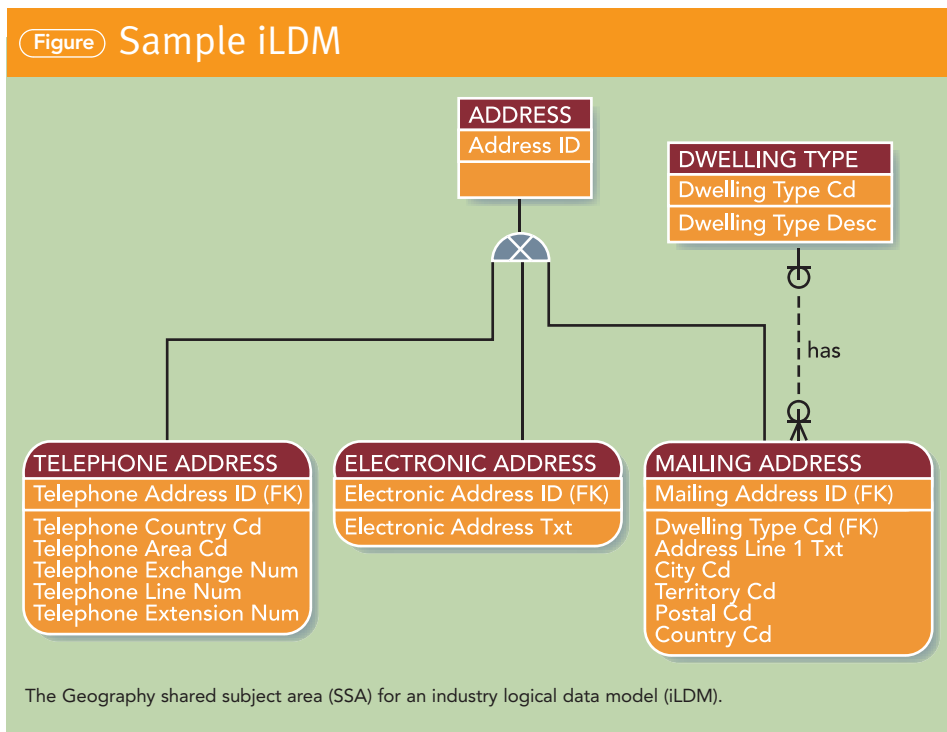 Figure Sample iLDM
ADDRESS
Address ID
DWELLING TYPE
Dwelling Type Cd
Dwelling Type Desc
has
TELEPHONE ADDRESS
Telephone Address ID (FK)
Telephone Country Cd
Telephone Area Cd
Telephone Exchange Num
Telephone Line Num
Telephone Extension Num
ELECTRONIC ADDRESS
Electronic Address ID (FK)
Electronic Address Txt
MAILING ADDRESS
Mailing Address ID (FK)
Dwelling Type Cd (FK)
Address Line 1 Txt
City Cd
Territory Cd
Postal Cd
Country Cd
The Geography shared subject area (SSA) for an industry logical data model (iLDM).